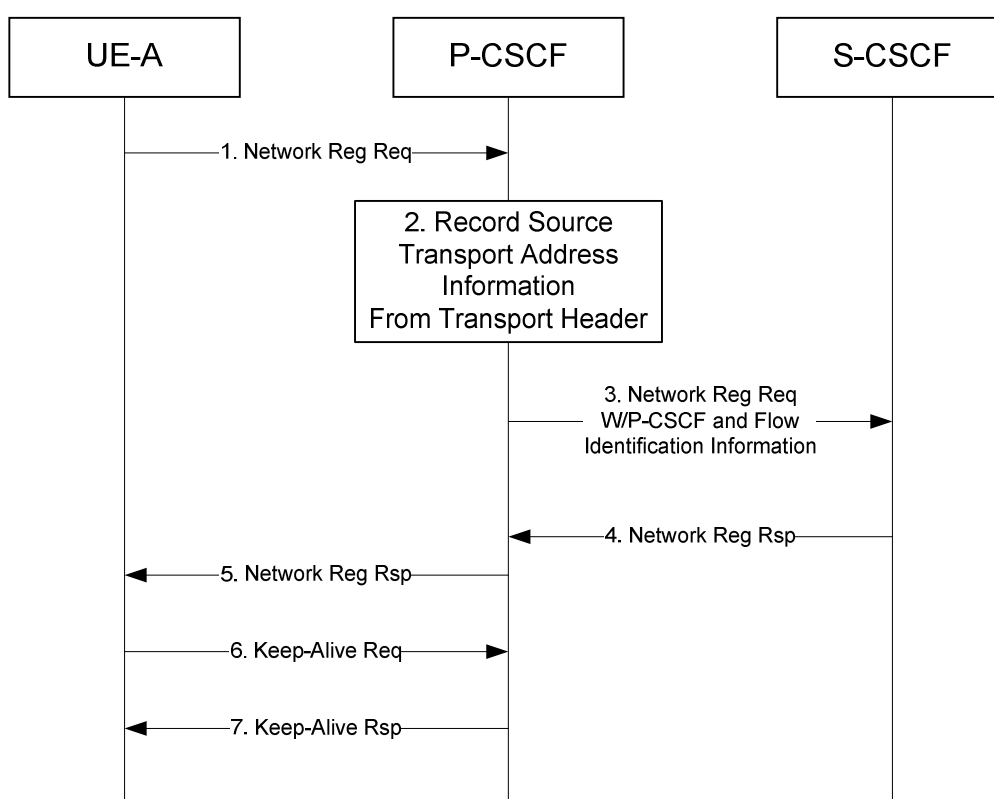 UE-A
P-CSCF
S-CSCF
1. Network Reg Req
2. Record Source
Transport Address
Information
From Transport Header
3. Network Reg Req
W/P-CSCF and Flow
Identification Information
4. Network Reg Rsp
5. Network Reg Rsp
6. Keep-Alive Req
7. Keep-Alive Rsp